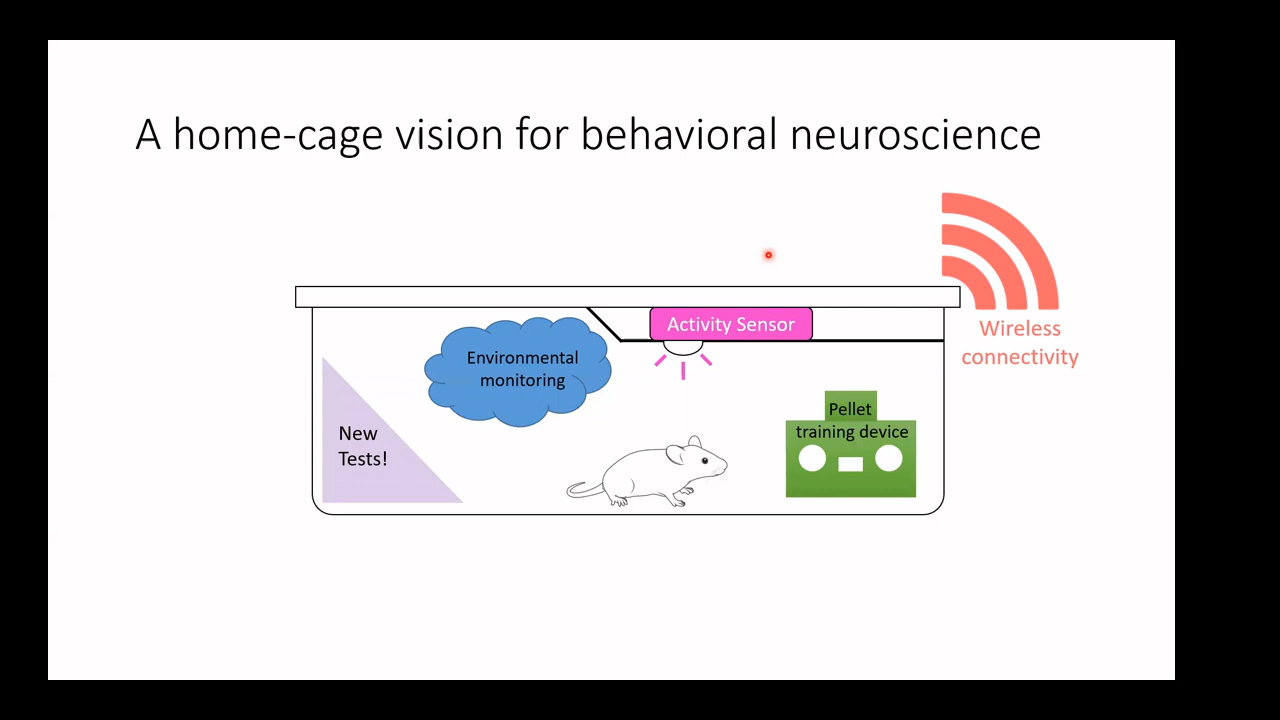 A home-cage vision for behavioral neuroscience
Activity Sensor
Wireless
connectivity
Environmental
monitoring
Pellet
training device
New
Tests!